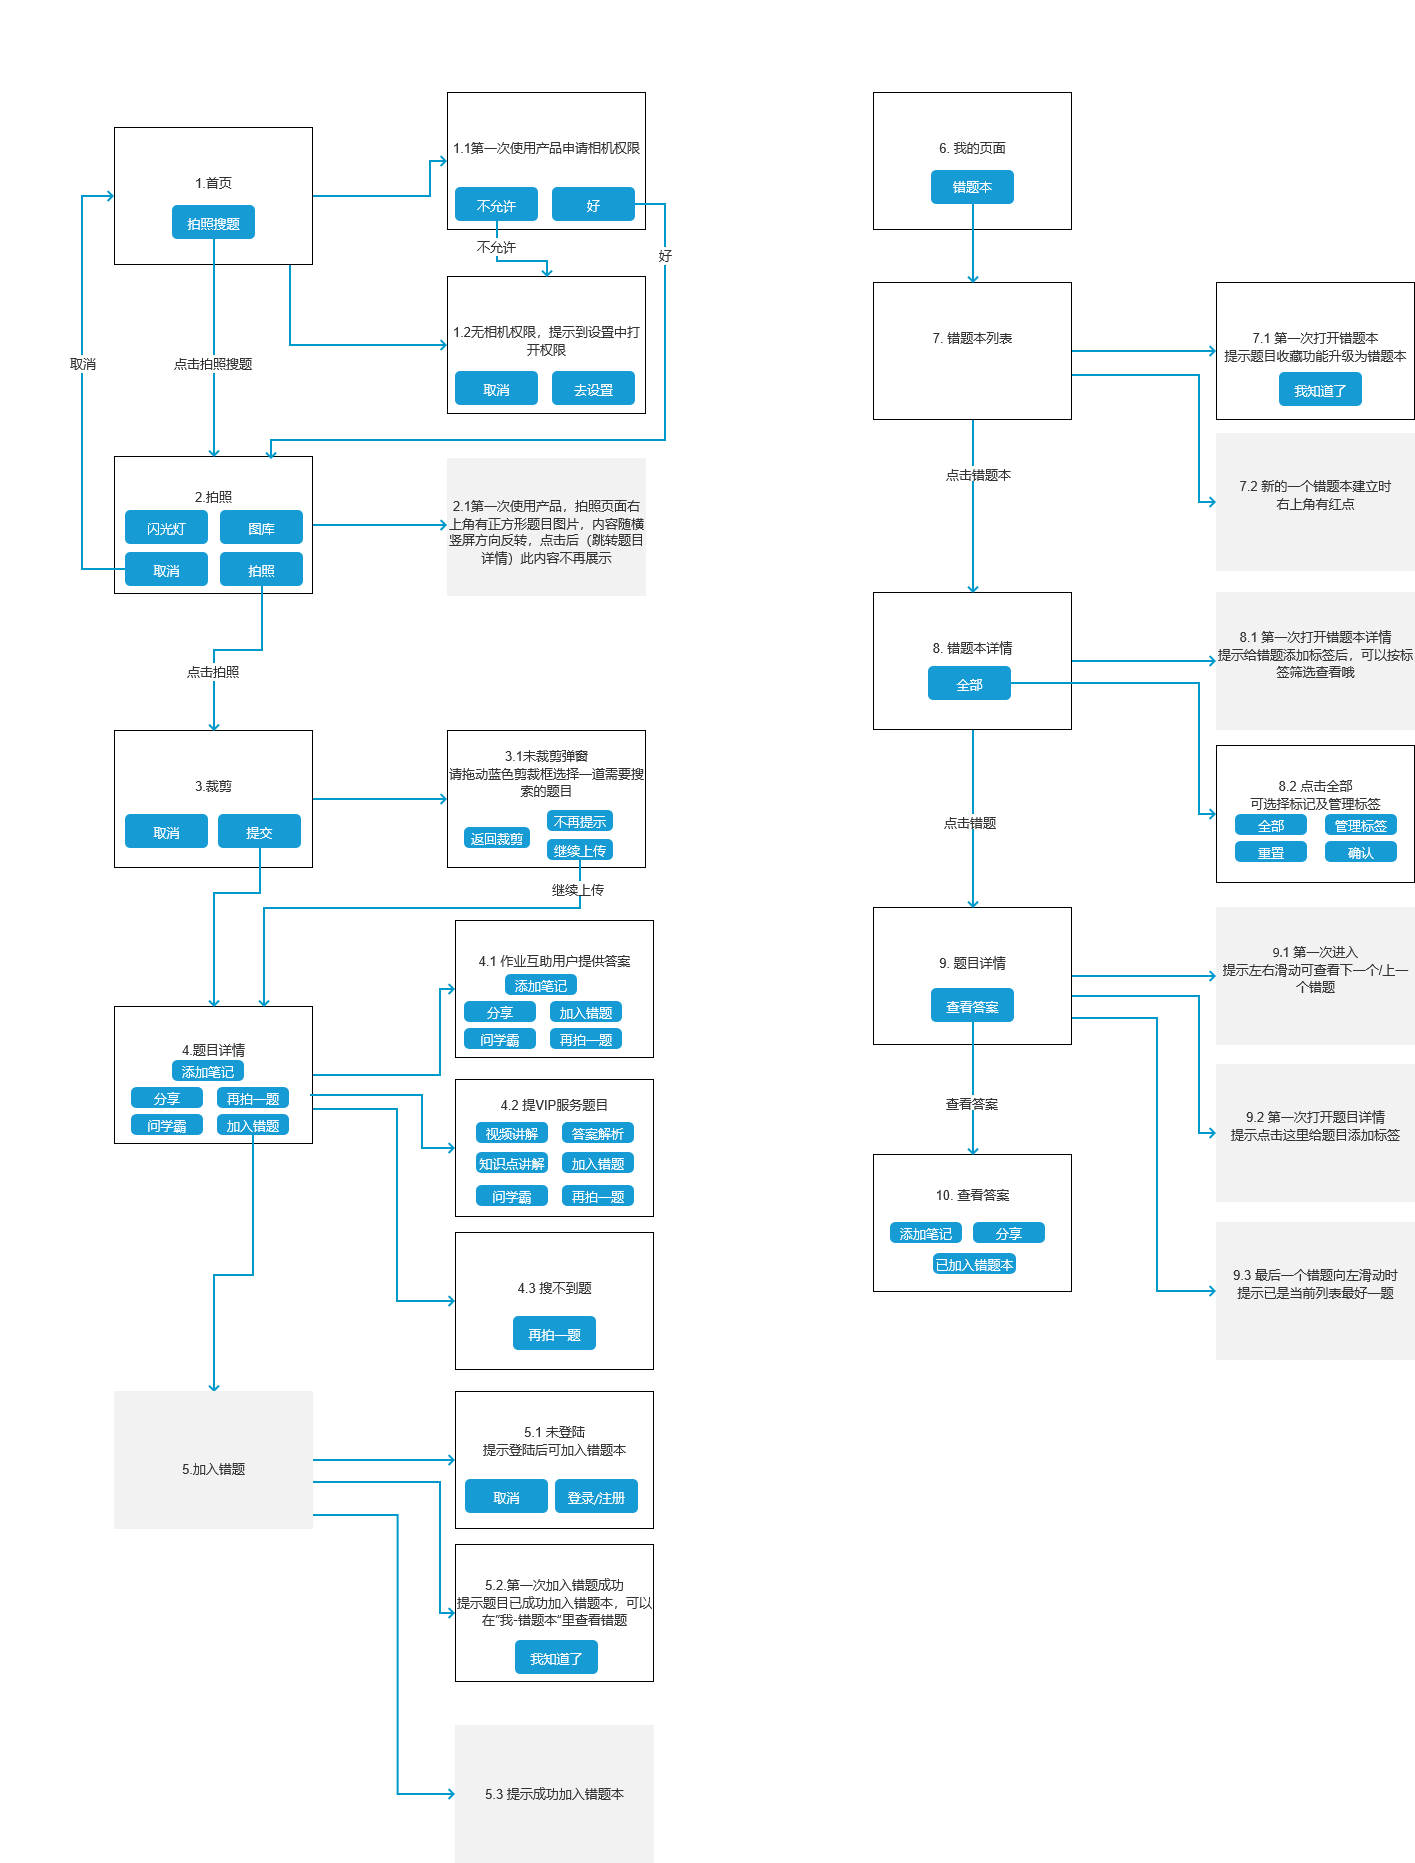 1.首页
拍照搜题
1.1第一次使用产品申请相机权限
不允许
好
不允许
好
1.2无相机权限，提示到设置中打
开权限
取消
去设置
取消
点击拍照搜题
2.拍照
闪光灯
图库
取消
拍照
2.1第一次使用产品，拍照页面右
上角有正方形题目图片，内容随横
竖屏方向反转，点击后（跳转题目
详情）此内容不再展示
点击拍照
3.裁剪
取消
提交
3.1未裁剪弹窗
请拖动蓝色剪裁框选择一道需要搜
索的题目
不再提示
返回裁剪
继续上传
继续上传
4.题目详情
添加笔记
分享
再拍一题
问学霸
加入错题
4.1 作业互助用户提供答案
添加笔记
分享
加入错题
问学霸
再拍一题
4.2 提VIP服务题目
视频讲解
答案解析
知识点讲解
加入错题
问学霸
再拍一题
4.3 搜不到题
再拍一题
5.加入错题
5.1 未登陆
提示登陆后可加入错题本
取消
登录/注册
5.2.第一次加入错题成功
提示题目已成功加入错题本，可以
在"我-错题本"里查看错题
我知道了
5.3 提示成功加入错题本
6. 我的页面
错题本
7. 错题本列表
7.1 第一次打开错题本
提示题目收藏功能升级为错题本
我知道了
7.2 新的一个错题本建立时
右上角有红点
点击错题本
8. 错题本详情
全部
8.1 第一次打开错题本详情
提示给错题添加标签后，可以按标
签筛选查看哦
8.2 点击全部
可选择标记及管理标签
全部
管理标签
重置
确认
点击错题
9. 题目详情
查看答案
9.1 第一次进入
提示左右滑动可查看下一个/上一
个错题
9.2 第一次打开题目详情
提示点击这里给题目添加标签
查看答案
10. 查看答案
添加笔记
分享
已加入错题本
9.3 最后一个错题向左滑动时
提示已是当前列表最好一题